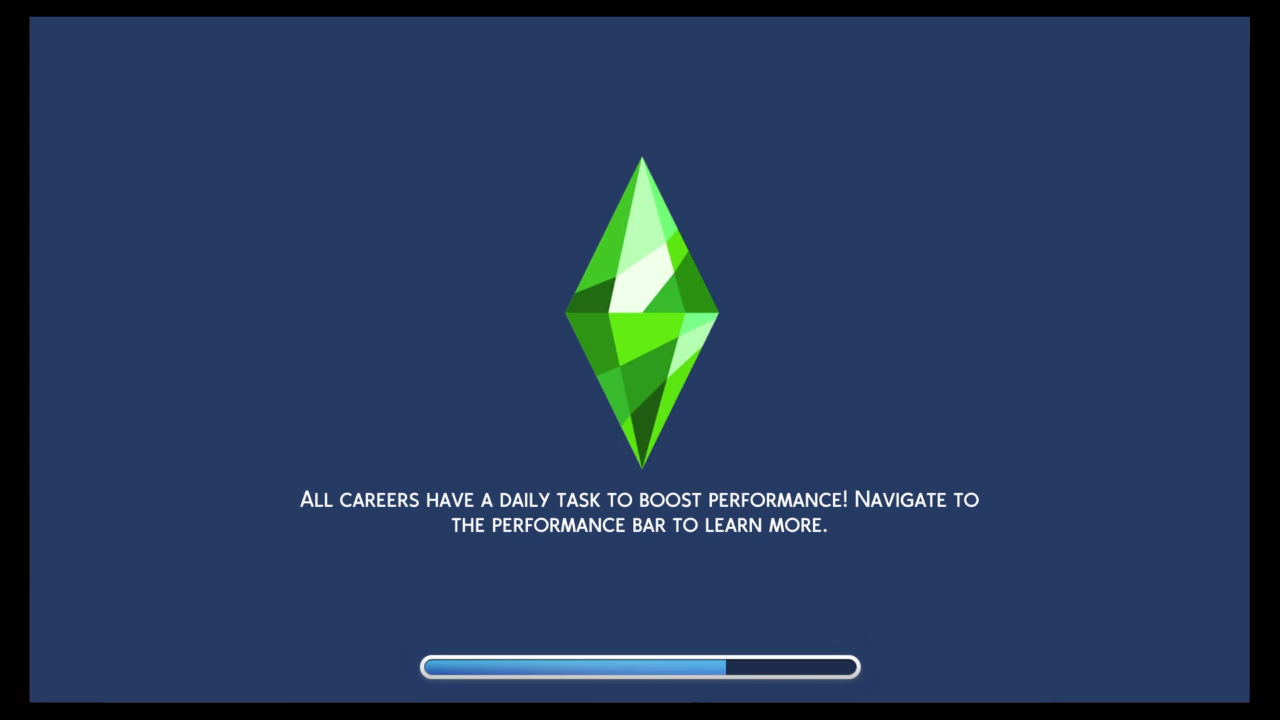 All careers have a daily task to boost performance! Navigate to
the performance bar to learn more.